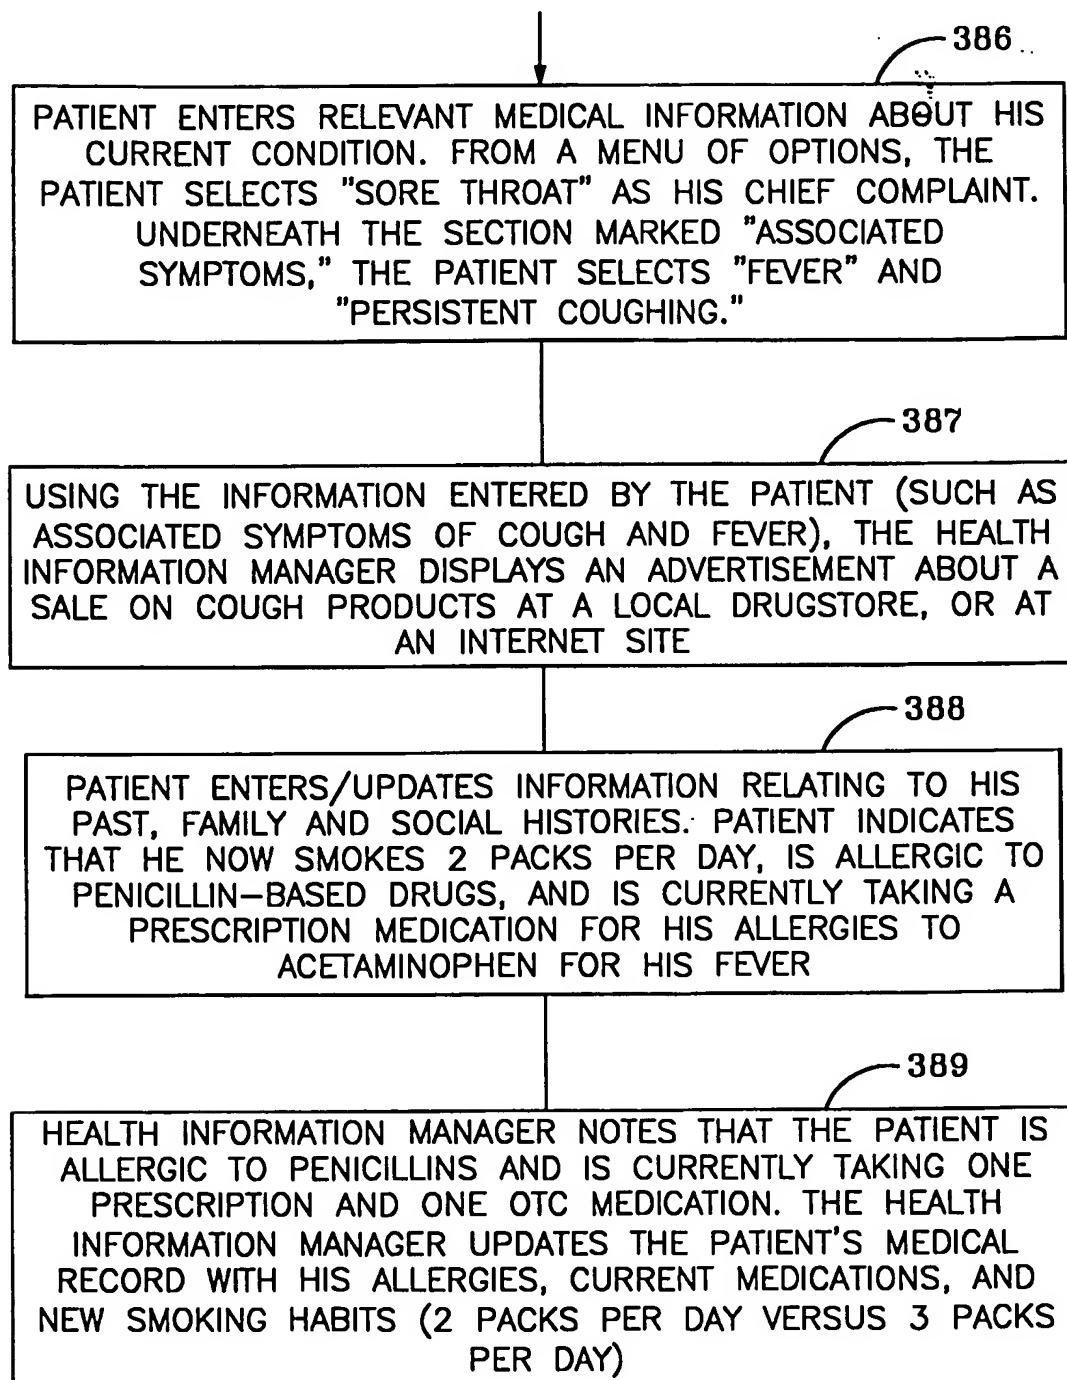 386
PATIENT ENTERS RELEVANT MEDICAL INFORMATION ABOUT HIS
CURRENT CONDITION. FROM A MENU OF OPTIONS, THE
PATIENT SELECTS "SORE THROAT" AS HIS CHIEF COMPLAINT.
UNDERNEATH THE SECTION MARKED "ASSOCIATED
SYMPTOMS," THE PATIENT SELECTS "FEVER" AND
"PERSISTENT COUGHING."
387
USING THE INFORMATION ENTERED BY THE PATIENT (SUCH AS
ASSOCIATED SYMPTOMS OF COUGH AND FEVER), THE HEALTH
INFORMATION MANAGER DISPLAYS AN ADVERTISEMENT ABOUT A
SALE ON COUGH PRODUCTS AT A LOCAL DRUGSTORE, OR AT
AN INTERNET SITE
388
PATIENT ENTERS/UPDATES INFORMATION RELATING TO HIS
PAST, FAMILY AND SOCIAL HISTORIES. PATIENT INDICATES
THAT HE NOW SMOKES 2 PACKS PER DAY, IS ALLERGIC TO
PENICILLIN-BASED DRUGS, AND IS CURRENTLY TAKING A
PRESCRIPTION MEDICATION FOR HIS ALLERGIES TO
ACETAMINOPHEN FOR HIS FEVER
389
HEALTH INFORMATION MANAGER NOTES THAT THE PATIENT IS
ALLERGIC TO PENICILLINS AND IS CURRENTLY TAKING ONE
PRESCRIPTION AND ONE OTC MEDICATION. THE HEALTH
INFORMATION MANAGER UPDATES THE PATIENT'S MEDICAL
RECORD WITH HIS ALLERGIES, CURRENT MEDICATIONS, AND
NEW SMOKING HABITS (2 PACKS PER DAY VERSUS 3 PACKS
PER DAY)